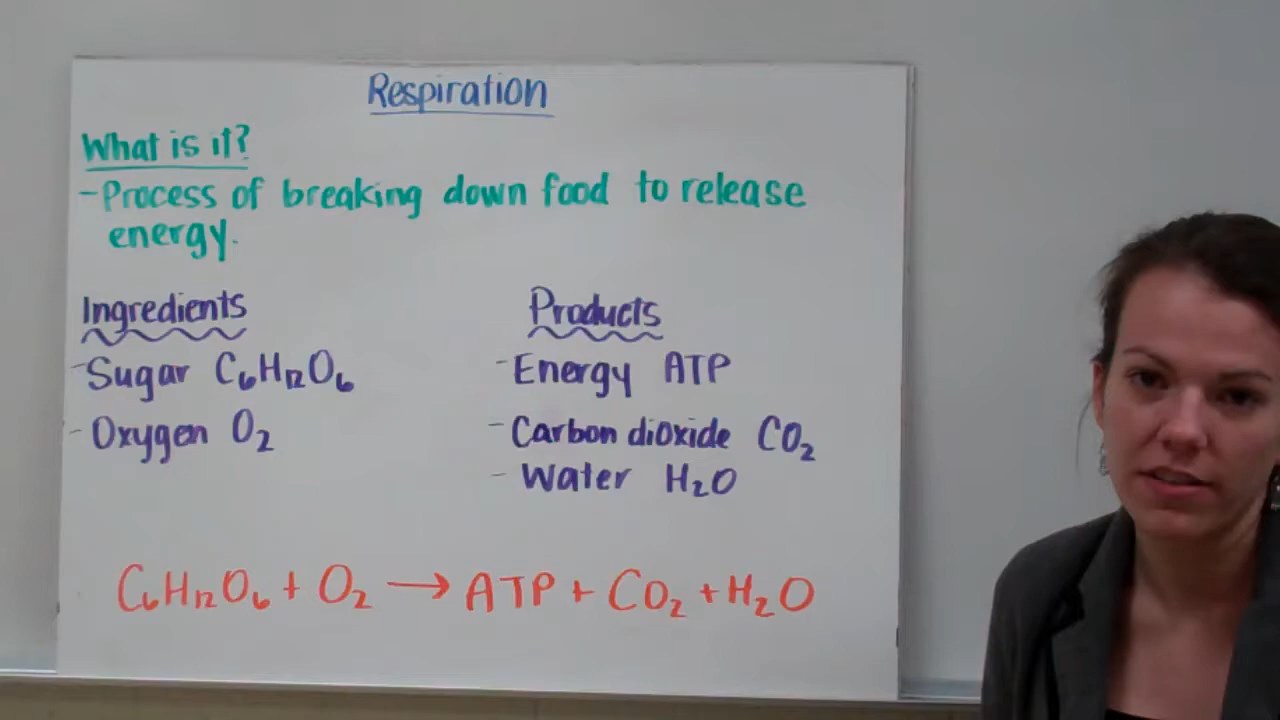 Respiration
What is it?
-Process of breaking down food to release
energy.
Ingredients
-Sugar C₆H₁₂O₆
-Oxygen O₂
Products
-Energy ATP
-Carbon dioxide CO₂
-Water H₂O
C₆H₁₂O₆ + O₂ → ATP + CO₂ + H₂O